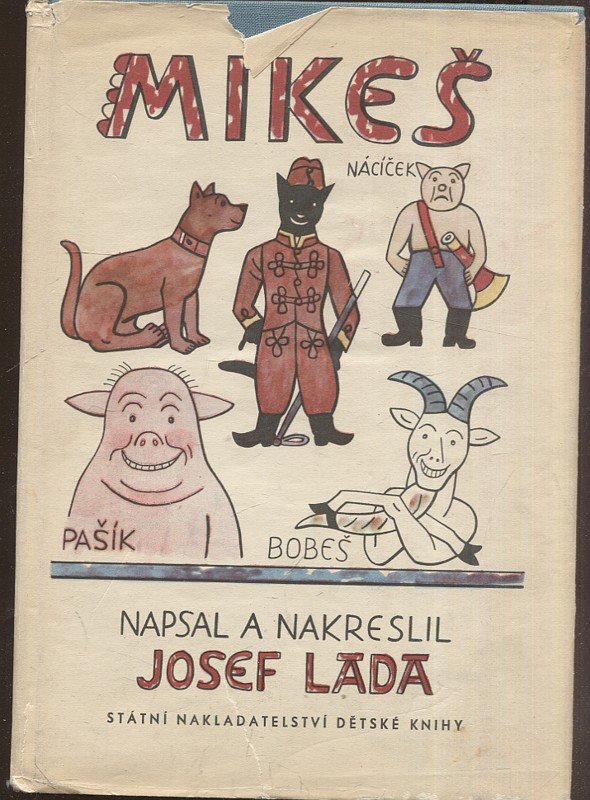 MIKEŠ
NÁCÍČEK
PAŠÍK
BOBEŠ
NAPSAL A NAKRESLIL
JOSEF LADA
STÁTNÍ NAKLADATELSTVÍ DĚTSKÉ KNIHY